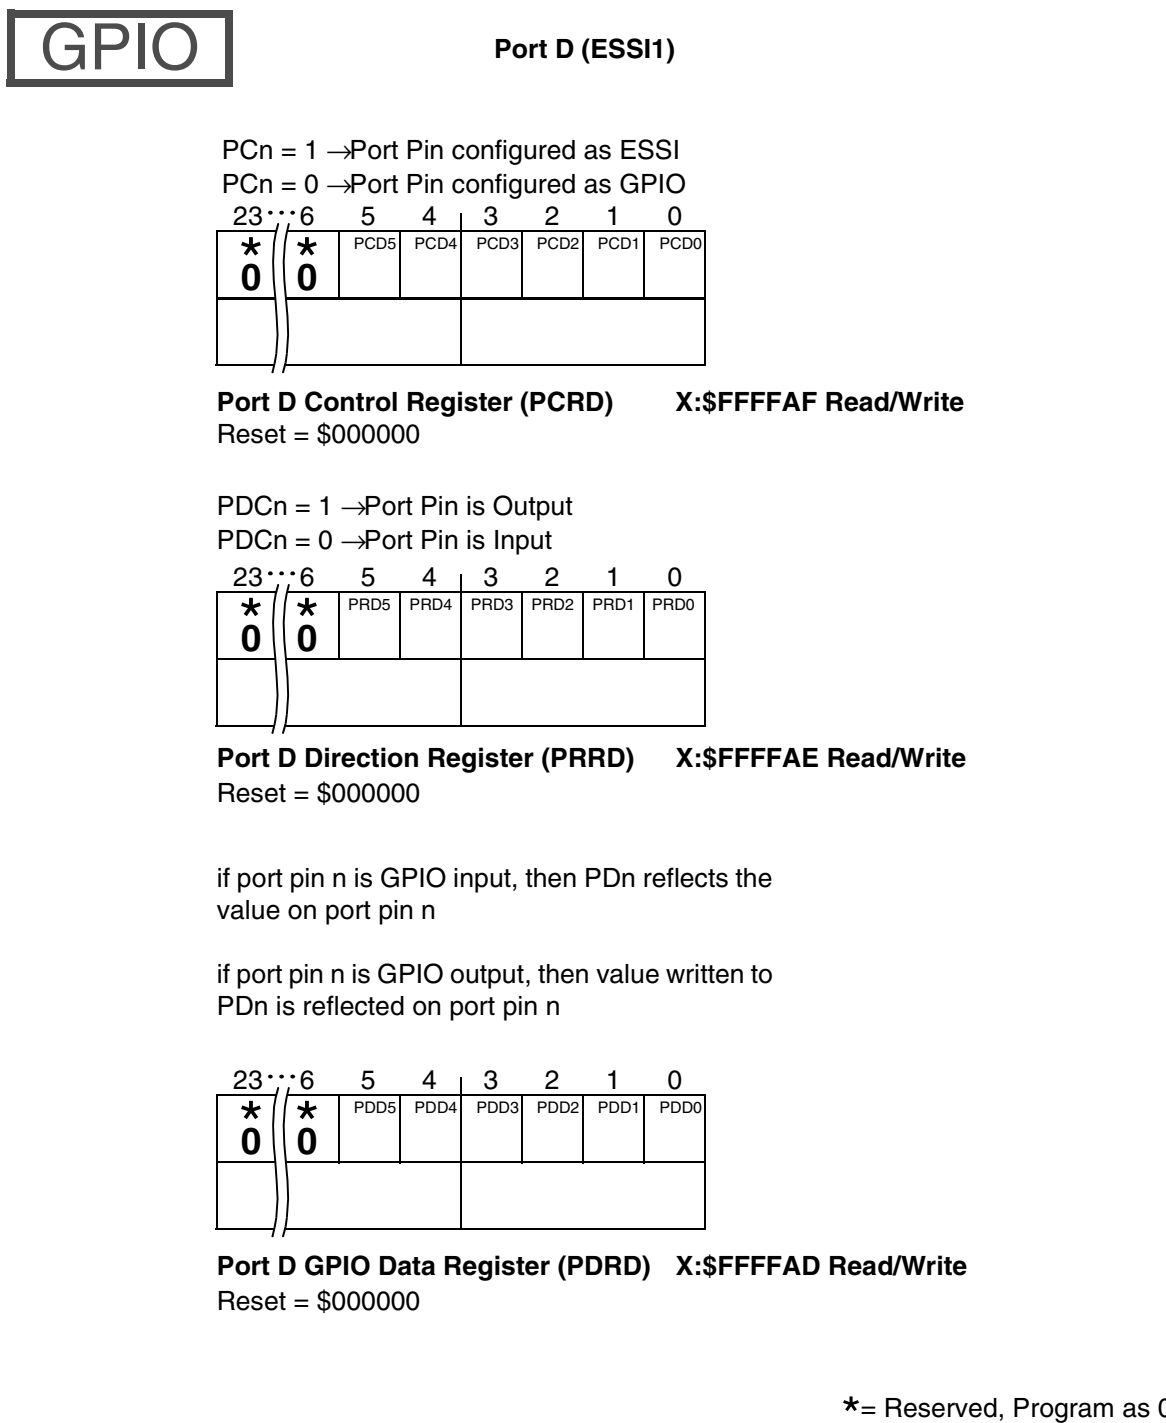 GPIO
Port D (ESSI1)
PCn = 1 →Port Pin configured as ESSI
PCn = 0 →Port Pin configured as GPIO
23 ••• 6 5 4 3 2 1 0
* * PCD5 PCD4 PCD3 PCD2 PCD1 PCD0
0 0
Port D Control Register (PCRD) X:$FFFFAF Read/Write
Reset = $000000
PDCn = 1 →Port Pin is Output
PDCn = 0 →Port Pin is Input
23 ••• 6 5 4 3 2 1 0
* * PRD5 PRD4 PRD3 PRD2 PRD1 PRD0
0 0
Port D Direction Register (PRRD) X:$FFFFAE Read/Write
Reset = $000000
if port pin n is GPIO input, then PDn reflects the
value on port pin n
if port pin n is GPIO output, then value written to
PDn is reflected on port pin n
23 ••• 6 5 4 3 2 1 0
* * PDD5 PDD4 PDD3 PDD2 PDD1 PDD0
0 0
Port D GPIO Data Register (PDRD) X:$FFFFAD Read/Write
Reset = $000000
*= Reserved, Program as 0